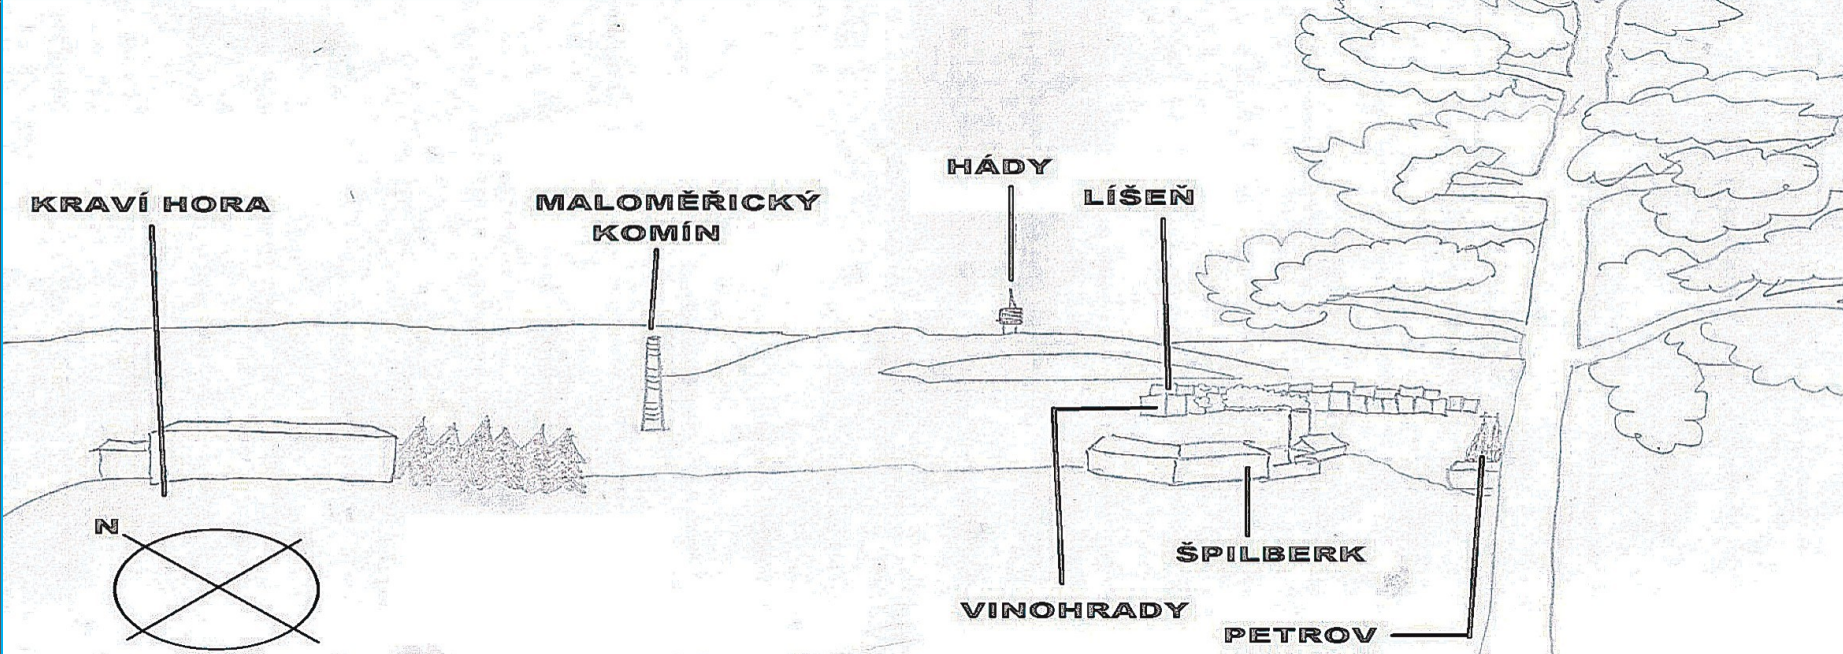 HÁDY
LÍŠEŇ
KRAVÍ HORA
MALOMĚŘICKÝ
KOMÍN
N
ŠPILBERK
VINOHRADY
PETROV